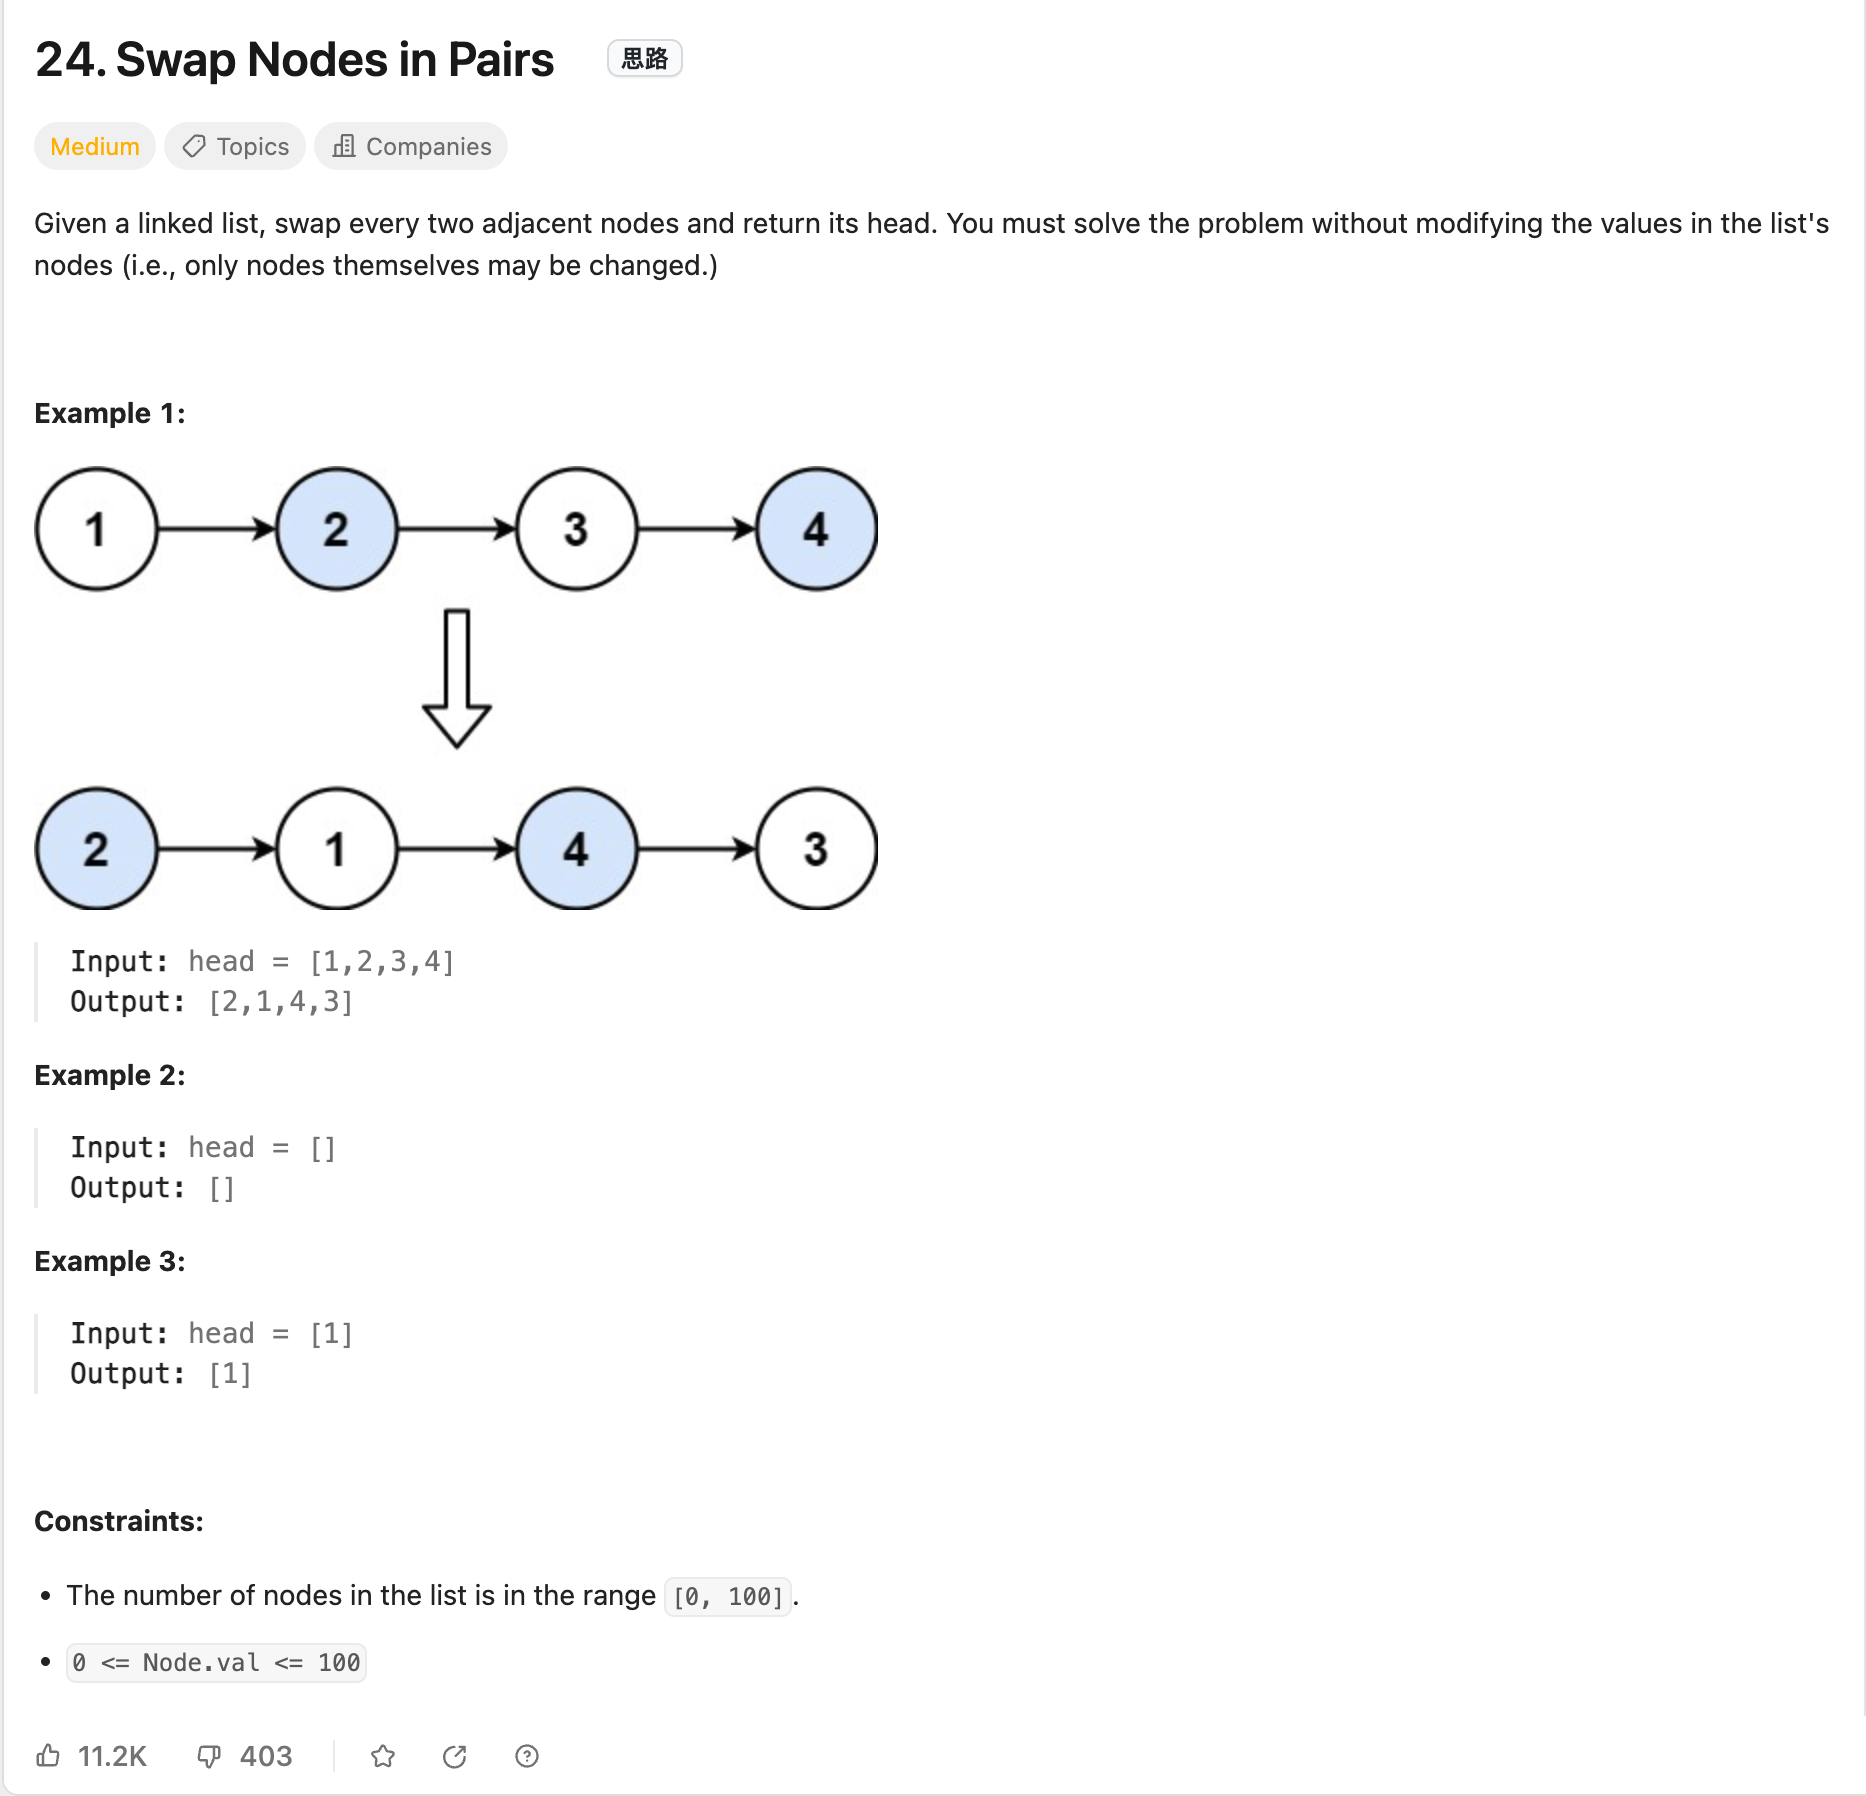 24. Swap Nodes in Pairs 思路
Medium Topics Companies
Given a linked list, swap every two adjacent nodes and return its head. You must solve the problem without modifying the values in the list's
nodes (i.e., only nodes themselves may be changed.)
Example 1:
1 2 3 4
2 1 4 3
Input: head = [1,2,3,4]
Output: [2,1,4,3]
Example 2:
Input: head = []
Output: []
Example 3:
Input: head = [1]
Output: [1]
Constraints:
• The number of nodes in the list is in the range [0, 100].
• 0 <= Node.val <= 100
11.2K 403